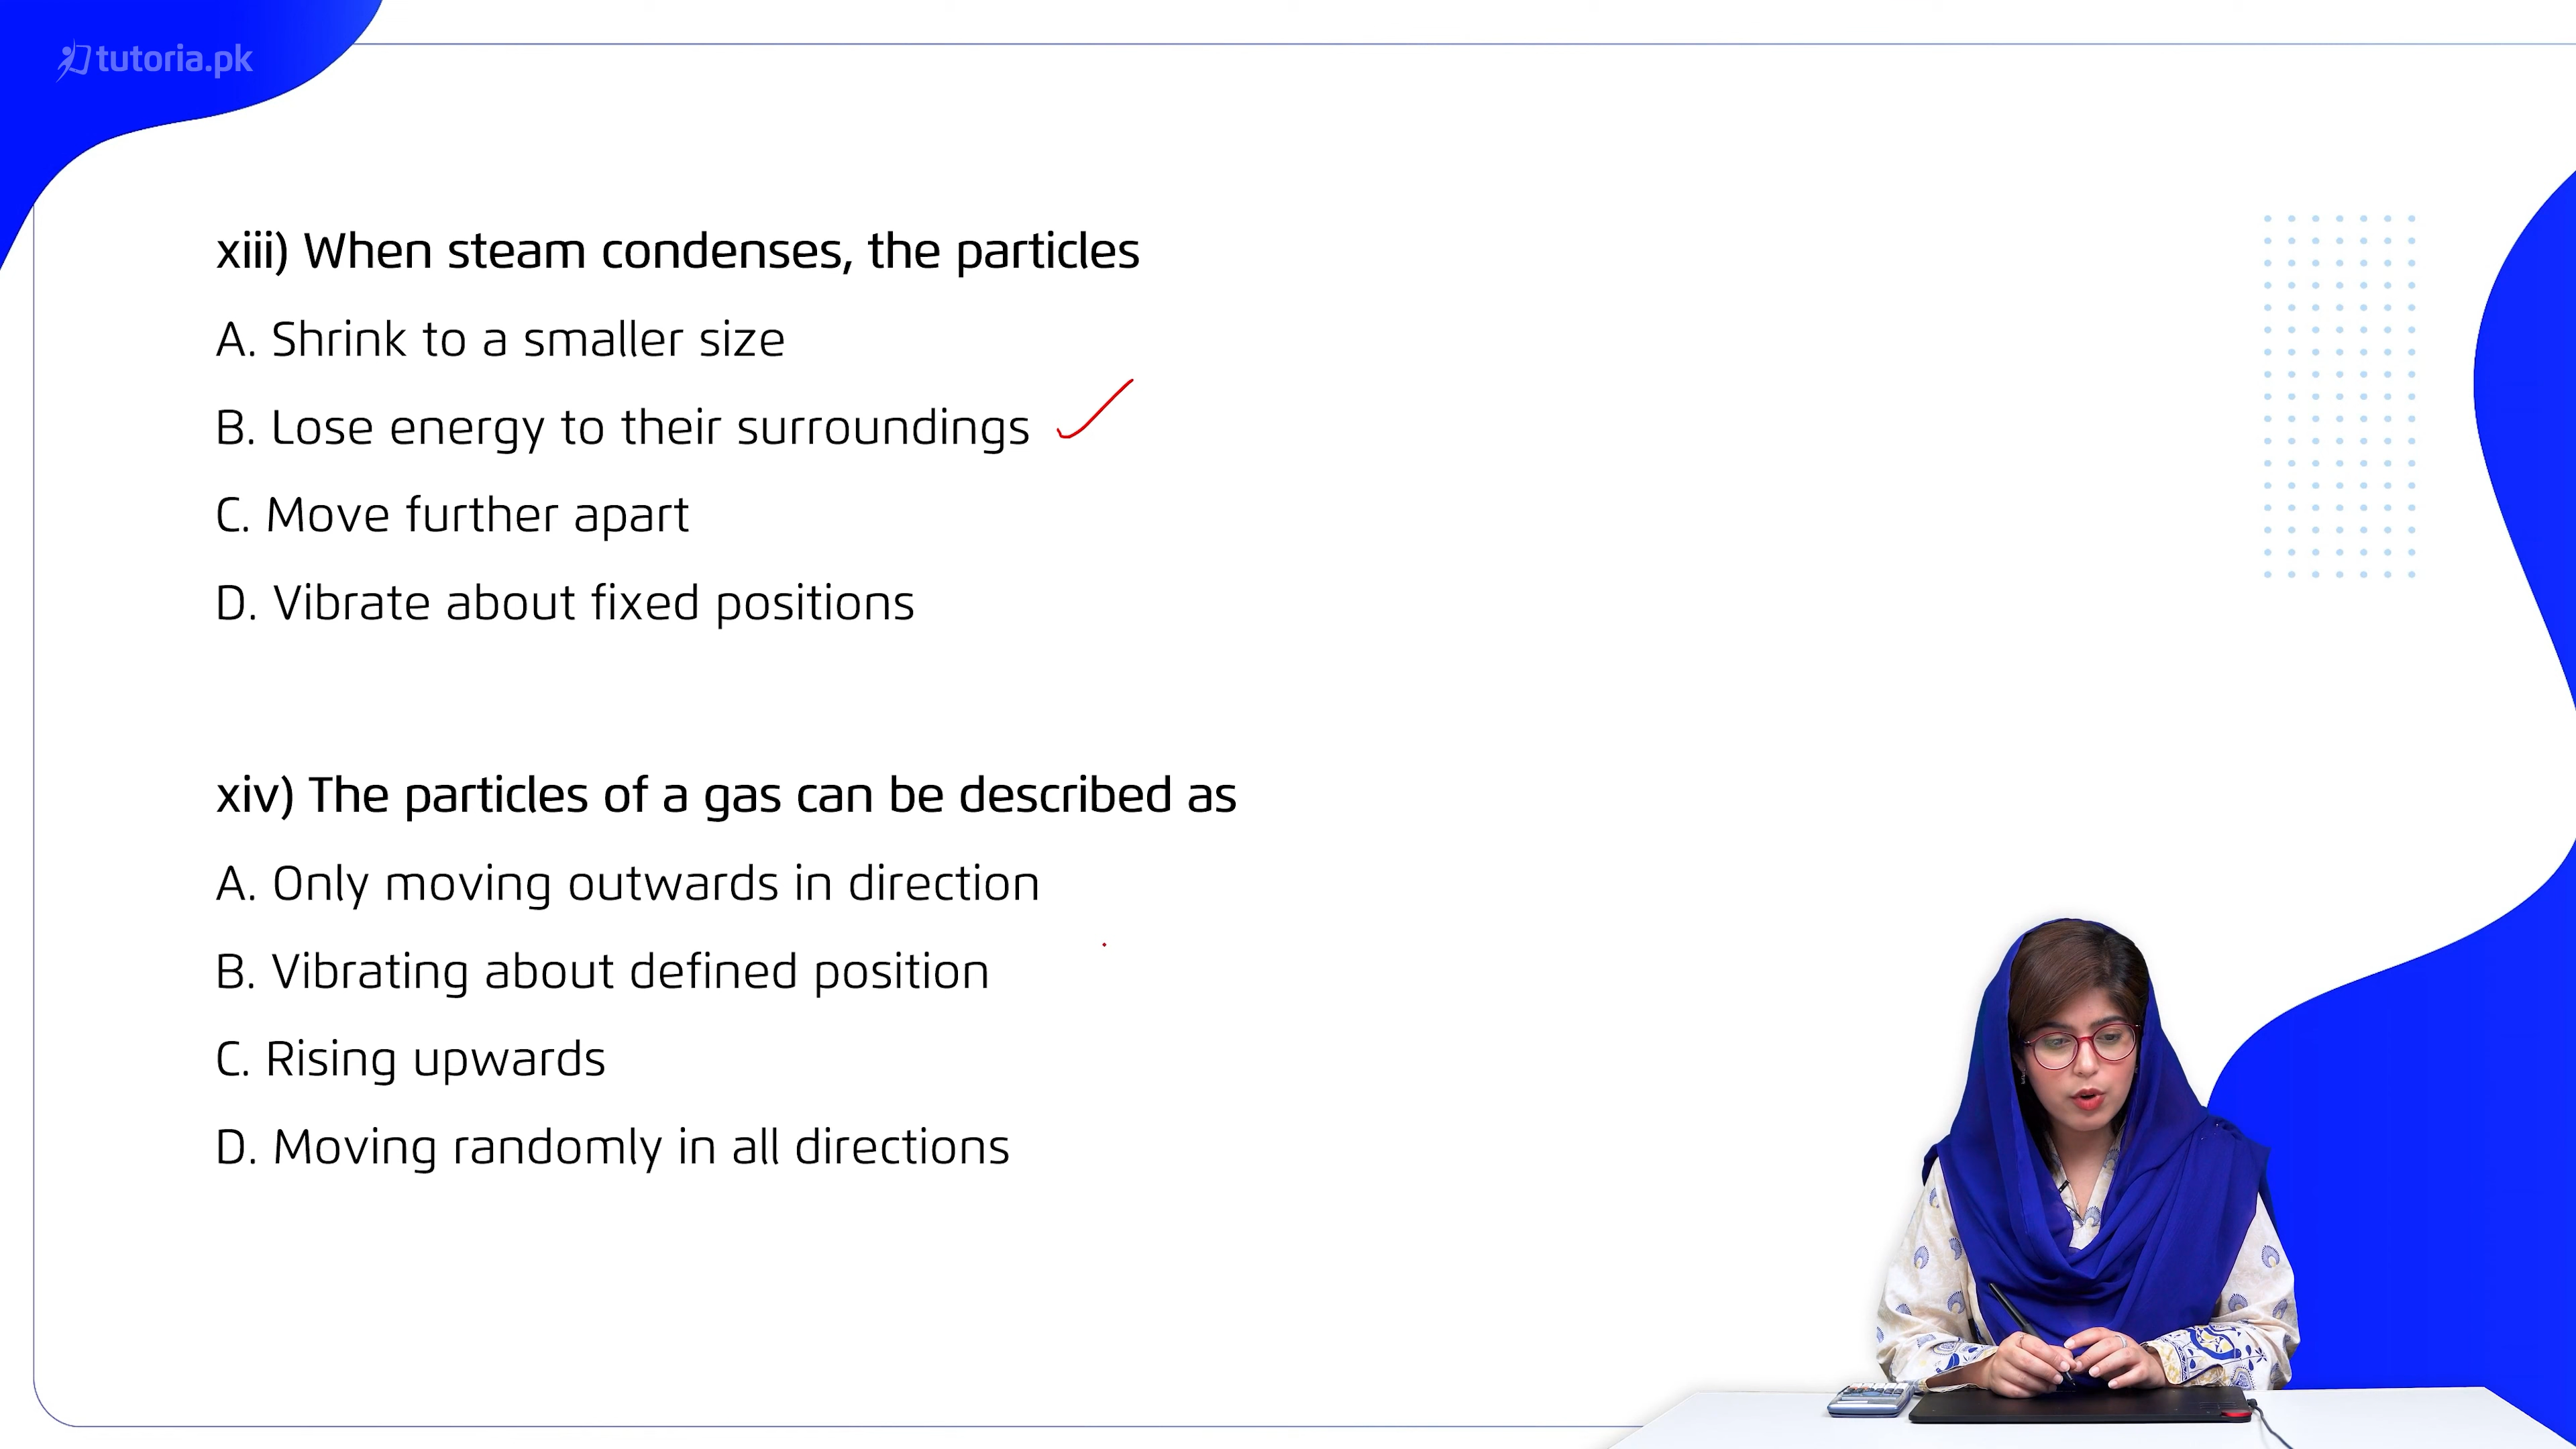 tutoria.pk
xiii) When steam condenses, the particles
A. Shrink to a smaller size
B. Lose energy to their surroundings
C. Move further apart
D. Vibrate about fixed positions
xiv) The particles of a gas can be described as
A. Only moving outwards in direction
B. Vibrating about defined position
C. Rising upwards
D. Moving randomly in all directions